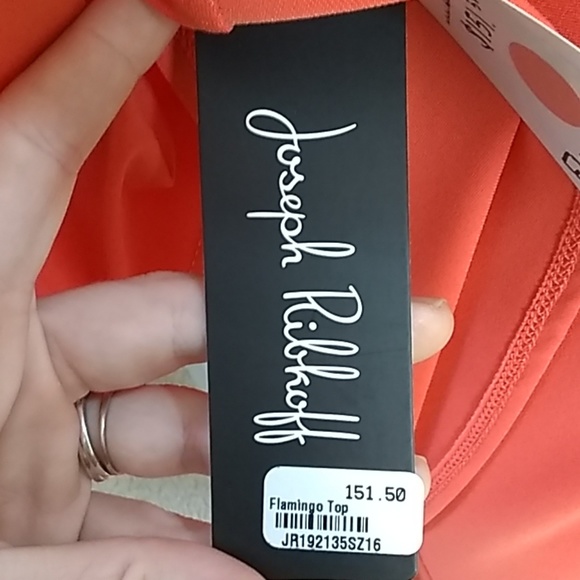 Joseph Ribkoff
151.50
Flamingo Top
JR192135SZ16